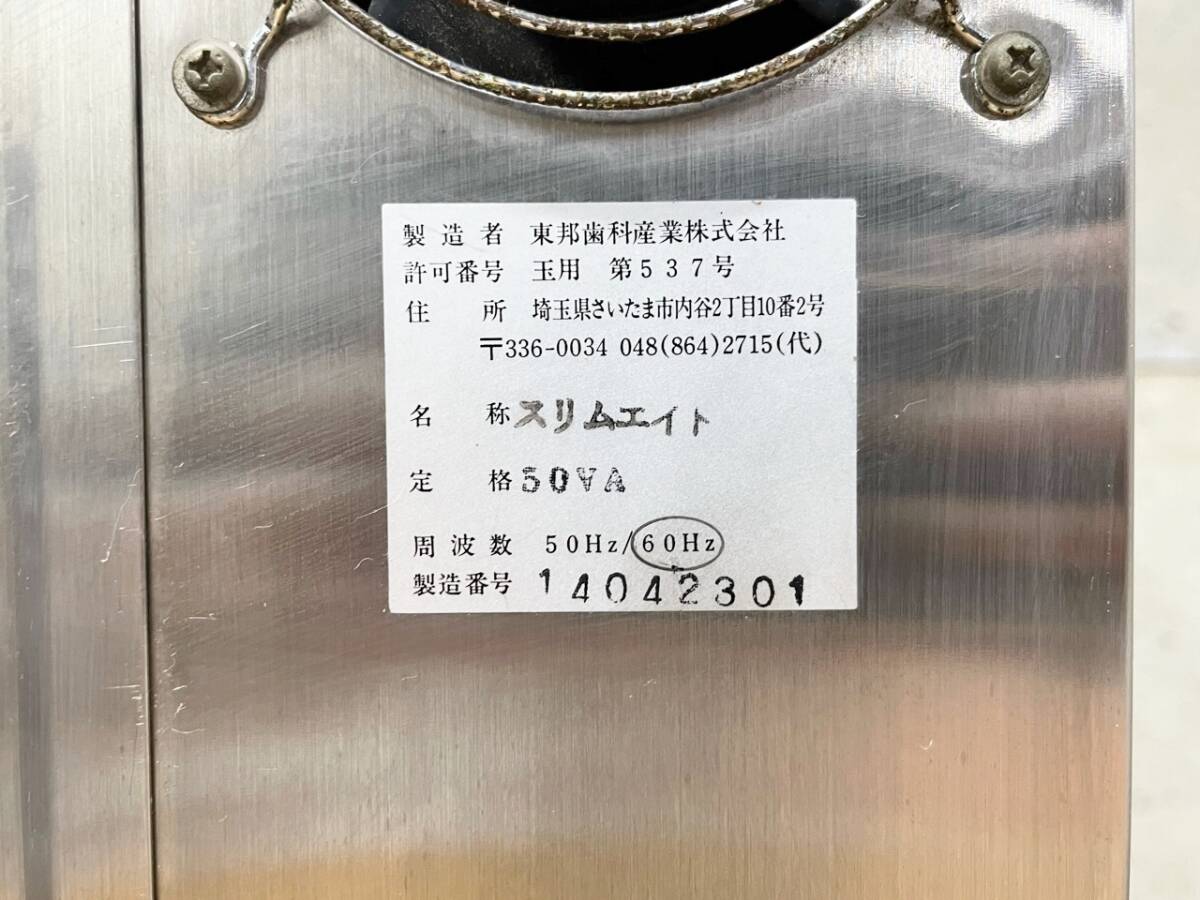 製造者 東邦歯科産業株式会社
許可番号 玉用 第537号
住所 埼玉県さいたま市内谷2丁目10番2号
〒336-0034 048(864)2715(代)
名称 スリムエイト
定格 50VA
周波数 50Hz/60Hz
製造番号 14042301